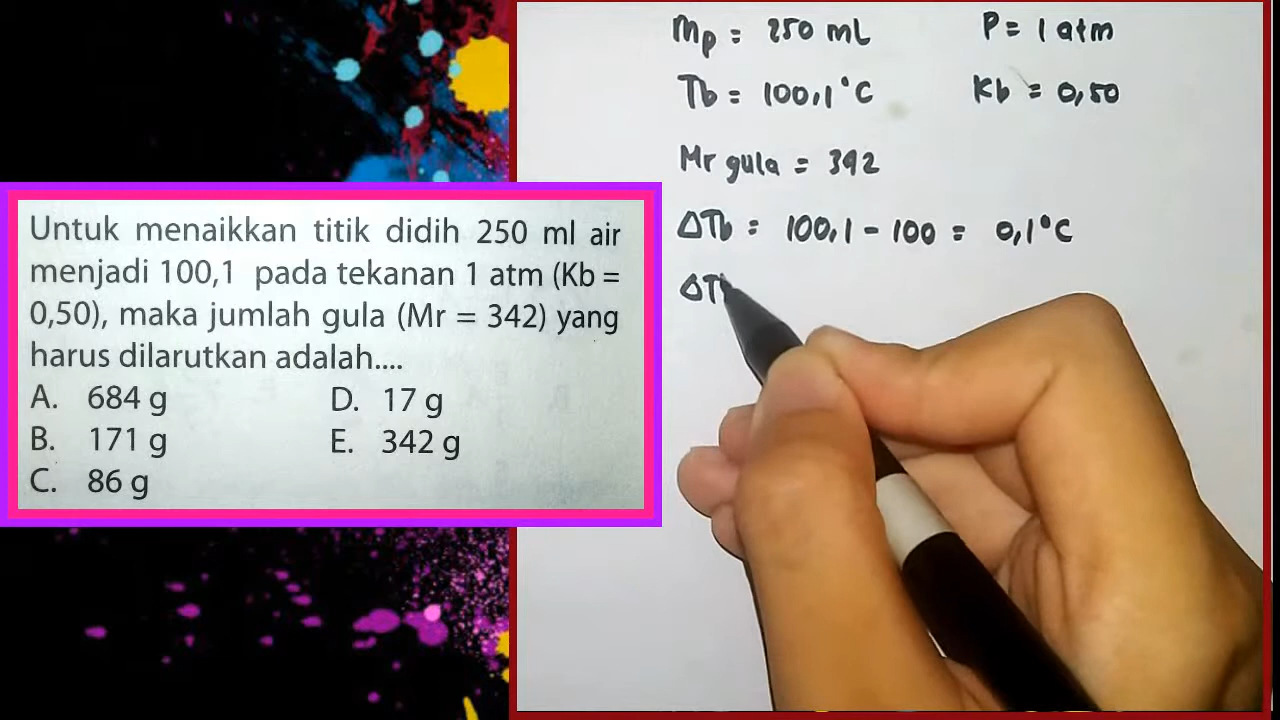 Untuk menaikkan titik didih 250 ml air
menjadi 100,1 pada tekanan 1 atm (Kb =
0,50), maka jumlah gula (Mr = 342) yang
harus dilarutkan adalah....
A. 684 g
D. 17 g
B. 171 g
E. 342 g
C. 86 g
Mp = 250 mL
P = 1 atm
Tb = 100,1°C
Kb = 0,50
Mr gula = 342
ΔTb = 100,1 - 100 = 0,1°C
ΔT